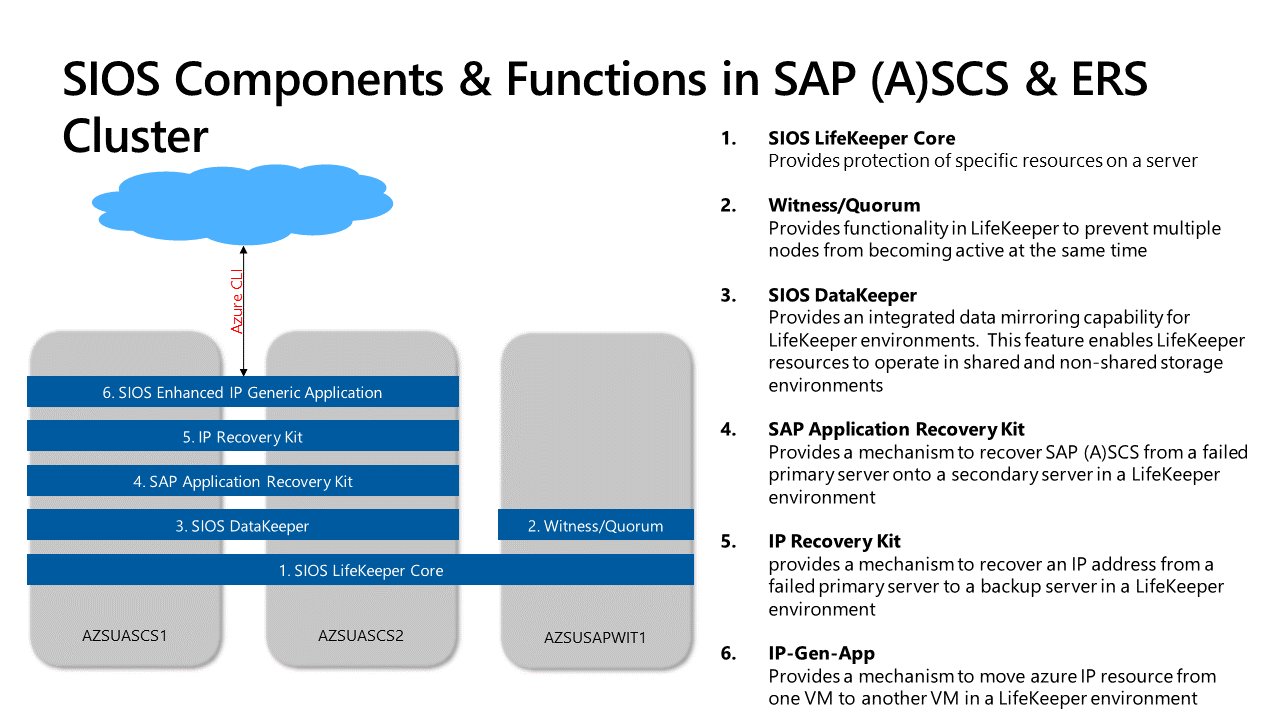 SIOS Components & Functions in SAP (A)SCS & ERS
Cluster
Azure CLI
6. SIOS Enhanced IP Generic Application
5. IP Recovery Kit
4. SAP Application Recovery Kit
3. SIOS DataKeeper
2. Witness/Quorum
1. SIOS LifeKeeper Core
AZSUASCS1
AZSUASCS2
AZSUSAPWIT1
1. SIOS LifeKeeper Core
Provides protection of specific resources on a server
2. Witness/Quorum
Provides functionality in LifeKeeper to prevent multiple
nodes from becoming active at the same time
3. SIOS DataKeeper
Provides an integrated data mirroring capability for
LifeKeeper environments. This feature enables LifeKeeper
resources to operate in shared and non-shared storage
environments
4. SAP Application Recovery Kit
Provides a mechanism to recover SAP (A)SCS from a failed
primary server onto a secondary server in a LifeKeeper
environment
5. IP Recovery Kit
provides a mechanism to recover an IP address from a
failed primary server to a backup server in a LifeKeeper
environment
6. IP-Gen-App
Provides a mechanism to move azure IP resource from
one VM to another VM in a LifeKeeper environment